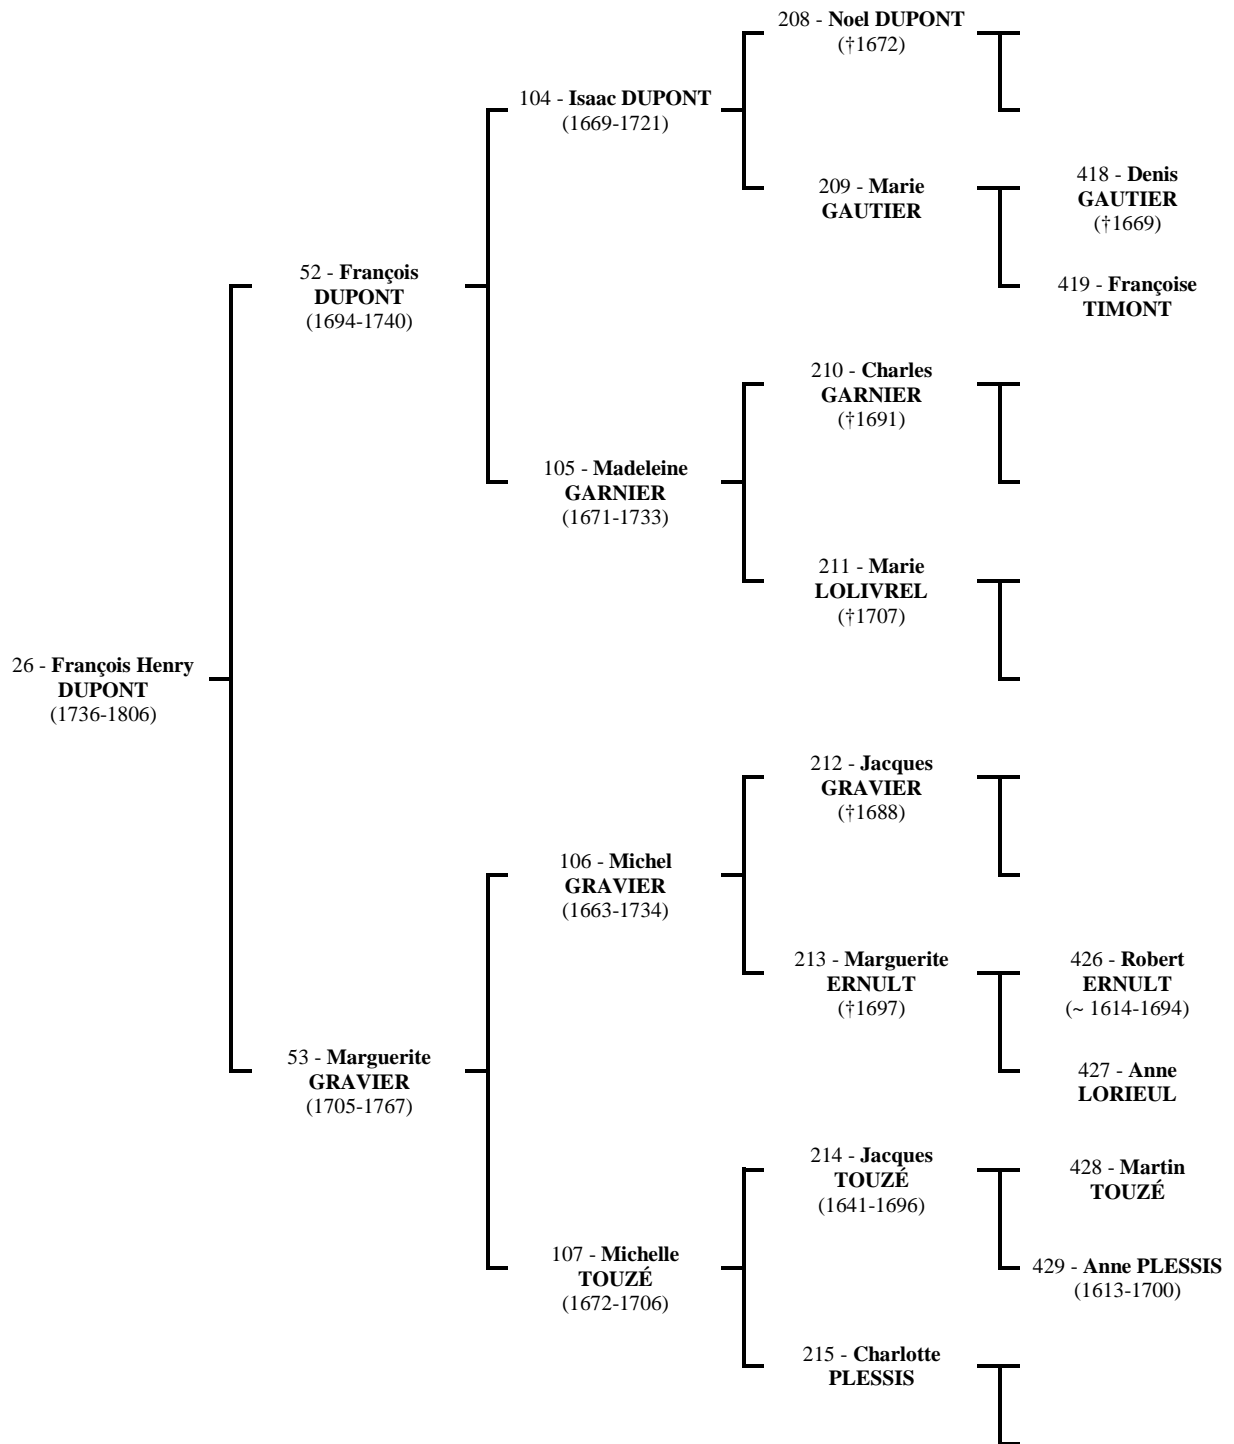 208 - Noel DUPONT
(†1672)
104 - Isaac DUPONT
(1669-1721)
209 - Marie
GAUTIER
418 - Denis
GAUTIER
(†1669)
52 - François
DUPONT
(1694-1740)
419 - Françoise
TIMONT
210 - Charles
GARNIER
(†1691)
105 - Madeleine
GARNIER
(1671-1733)
211 - Marie
LOLIVREL
(†1707)
26 - François Henry
DUPONT
(1736-1806)
212 - Jacques
GRAVIER
(†1688)
106 - Michel
GRAVIER
(1663-1734)
213 - Marguerite
ERNULT
(†1697)
426 - Robert
ERNULT
(~ 1614-1694)
53 - Marguerite
GRAVIER
(1705-1767)
427 - Anne
LORIEUL
214 - Jacques
TOUZÉ
(1641-1696)
428 - Martin
TOUZÉ
107 - Michelle
TOUZÉ
(1672-1706)
429 - Anne PLESSIS
(1613-1700)
215 - Charlotte
PLESSIS